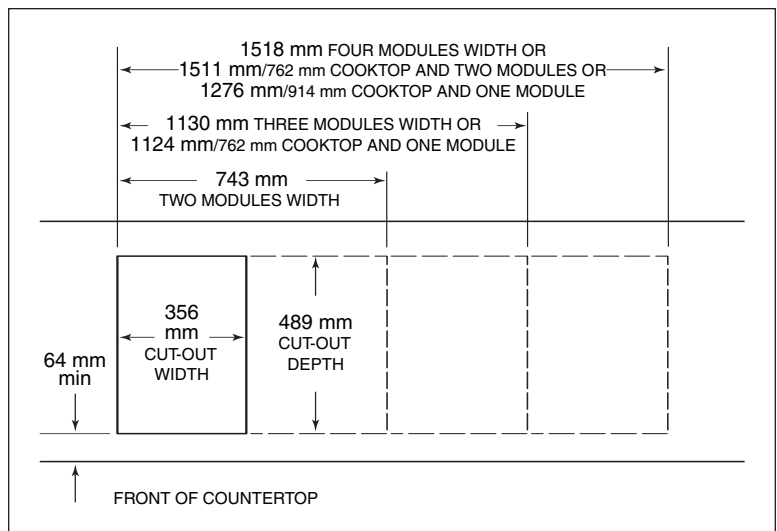 1518 mm FOUR MODULES WIDTH OR
1511 mm/762 mm COOKTOP AND TWO MODULES OR
1276 mm/914 mm COOKTOP AND ONE MODULE
1130 mm THREE MODULES WIDTH OR
1124 mm/762 mm COOKTOP AND ONE MODULE
743 mm
TWO MODULES WIDTH
356
mm
CUT-OUT
WIDTH
489 mm
CUT-OUT
DEPTH
64 mm
min
FRONT OF COUNTERTOP